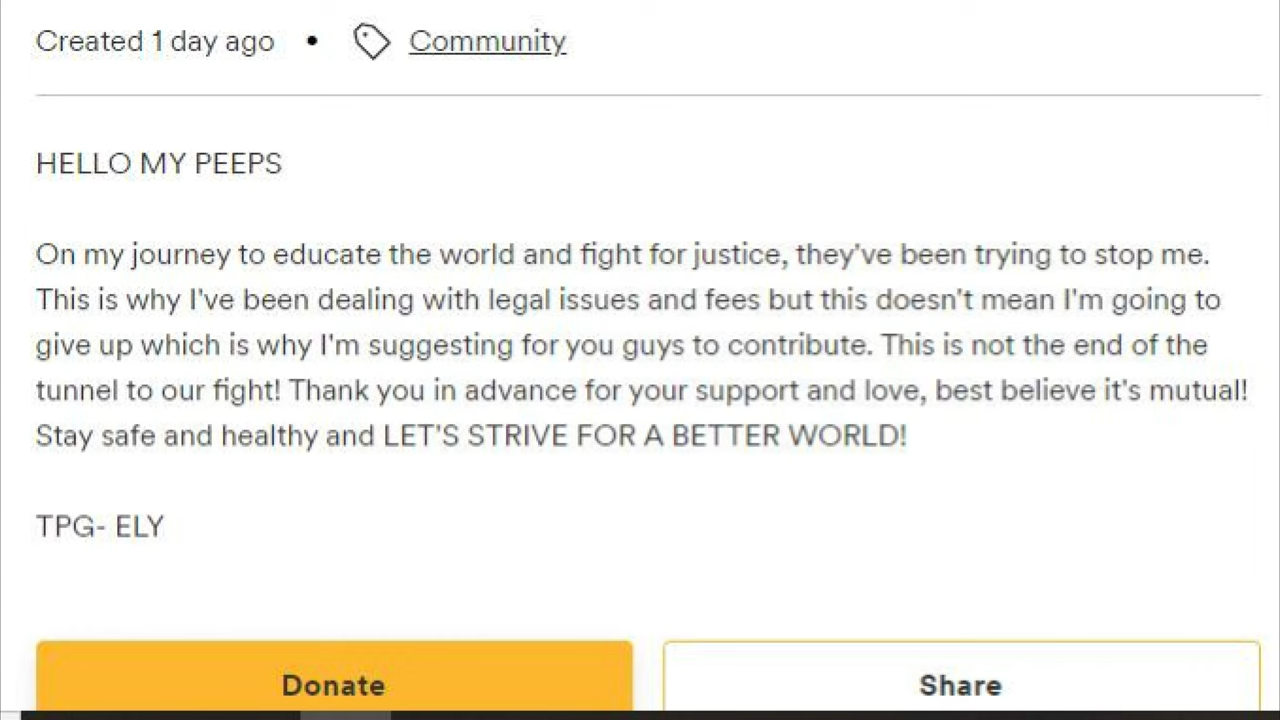 Created 1 day ago • Community
HELLO MY PEEPS
On my journey to educate the world and fight for justice, they've been trying to stop me.
This is why I've been dealing with legal issues and fees but this doesn't mean I'm going to
give up which is why I'm suggesting for you guys to contribute. This is not the end of the
tunnel to our fight! Thank you in advance for your support and love, best believe it's mutual!
Stay safe and healthy and LET'S STRIVE FOR A BETTER WORLD!
TPG- ELY
Donate Share